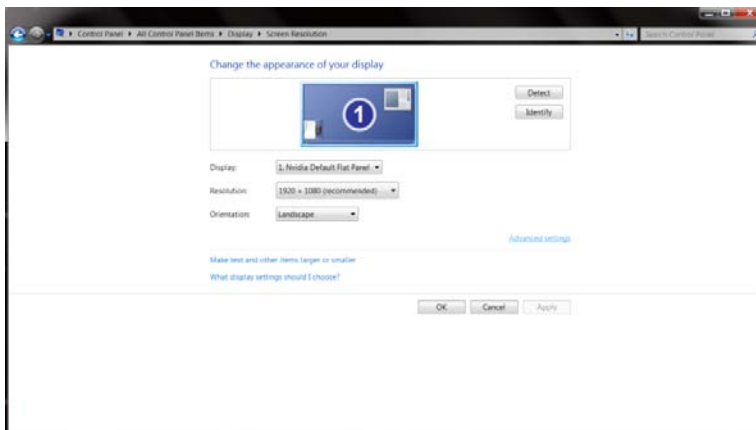 Control Panel ▸ All Control Panel Items ▸ Display ▸ Screen Resolution
Search Control Panel
Change the appearance of your display
1
Detect
Identify
Display:
1. Nvidia Default Flat Panel
Resolution:
1920 × 1080 (recommended)
Orientation:
Landscape
Advanced settings
Make text and other items larger or smaller
What display settings should I choose?
OK
Cancel
Apply